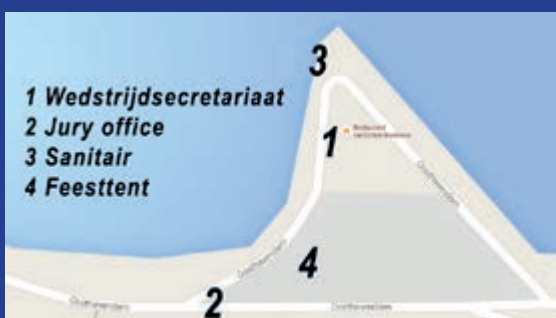 1 Wedstrijdsecretariaat
2 Jury office
3 Sanitair
4 Feesttent
3
1
4
2